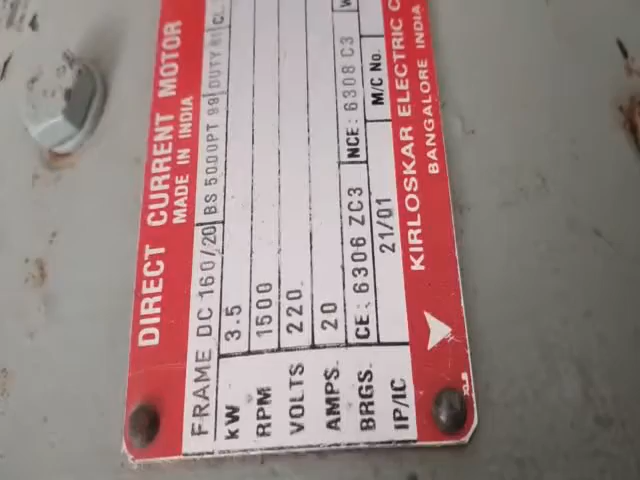 DIRECT CURRENT MOTOR
MADE IN INDIA
FRAME DC 160/20 BS 5000PT 99 DUTY S1 CL
kW 3.5
RPM 1500
VOLTS 220
AMPS. 20
BRGS. CE: 6306 ZC3 NCE: 6308 C3
IP/IC 21/01 M/C No.
KIRLOSKAR ELECTRIC C
BANGALORE INDIA